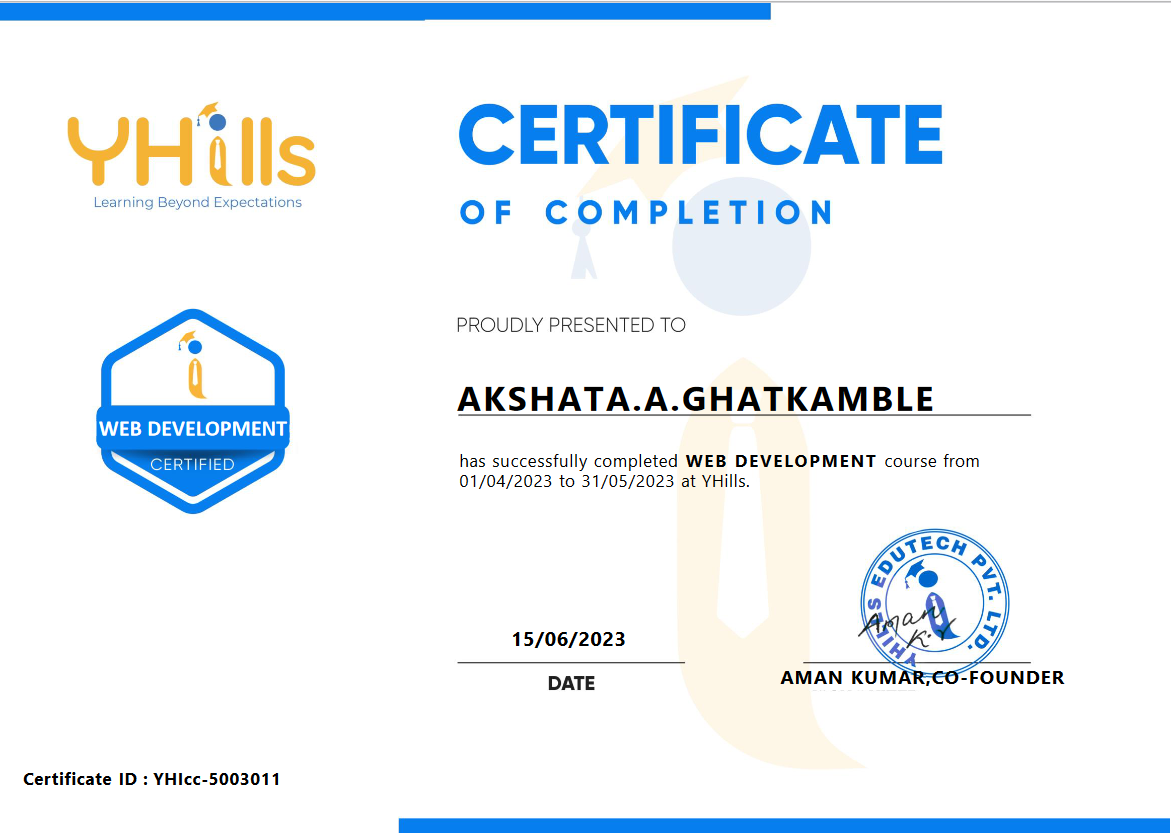 YHills
Learning Beyond Expectations
WEB DEVELOPMENT
CERTIFIED
CERTIFICATE
OF COMPLETION
PROUDLY PRESENTED TO
AKSHATA.A.GHATKAMBLE
has successfully completed WEB DEVELOPMENT course from
01/04/2023 to 31/05/2023 at YHills.
15/06/2023
DATE
YHILLS EDUTECH PVT. LTD.
Aman K.r
AMAN KUMAR,CO-FOUNDER
Certificate ID : YHIcc-5003011